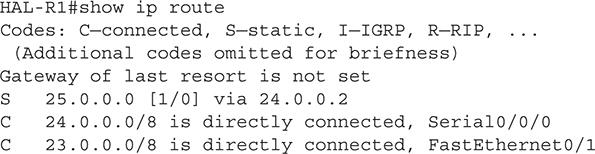 HAL-R1#show ip route
Codes: C—connected, S—static, I—IGRP, R—RIP, ...
(Additional codes omitted for briefness)
Gateway of last resort is not set
S 25.0.0.0 [1/0] via 24.0.0.2
C 24.0.0.0/8 is directly connected, Serial0/0/0
C 23.0.0.0/8 is directly connected, FastEthernet0/1